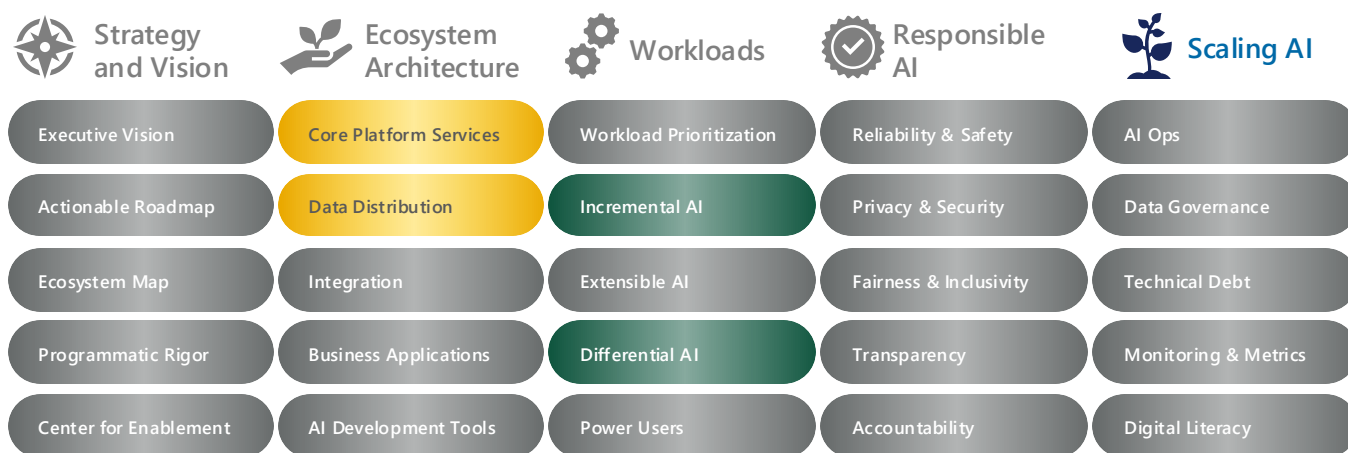 Strategy
and Vision
Ecosystem
Architecture
Workloads
Responsible
AI
Scaling AI
Executive Vision
Core Platform Services
Workload Prioritization
Reliability & Safety
AI Ops
Actionable Roadmap
Data Distribution
Incremental AI
Privacy & Security
Data Governance
Ecosystem Map
Integration
Extensible AI
Fairness & Inclusivity
Technical Debt
Programmatic Rigor
Business Applications
Differential AI
Transparency
Monitoring & Metrics
Center for Enablement
AI Development Tools
Power Users
Accountability
Digital Literacy